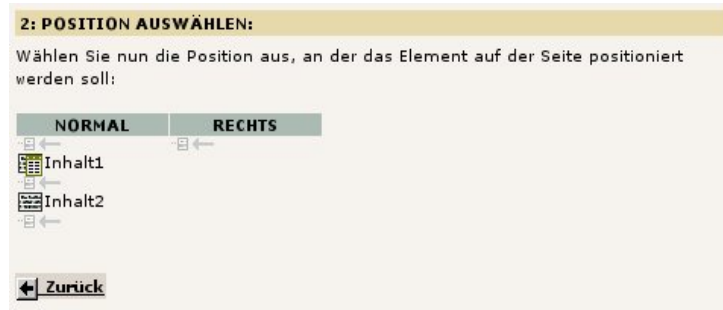 2: POSITION AUSWÄHLEN:
Wählen Sie nun die Position aus, an der das Element auf der Seite positioniert
werden soll:
NORMAL RECHTS
Inhalt1
Inhalt2
Zurück